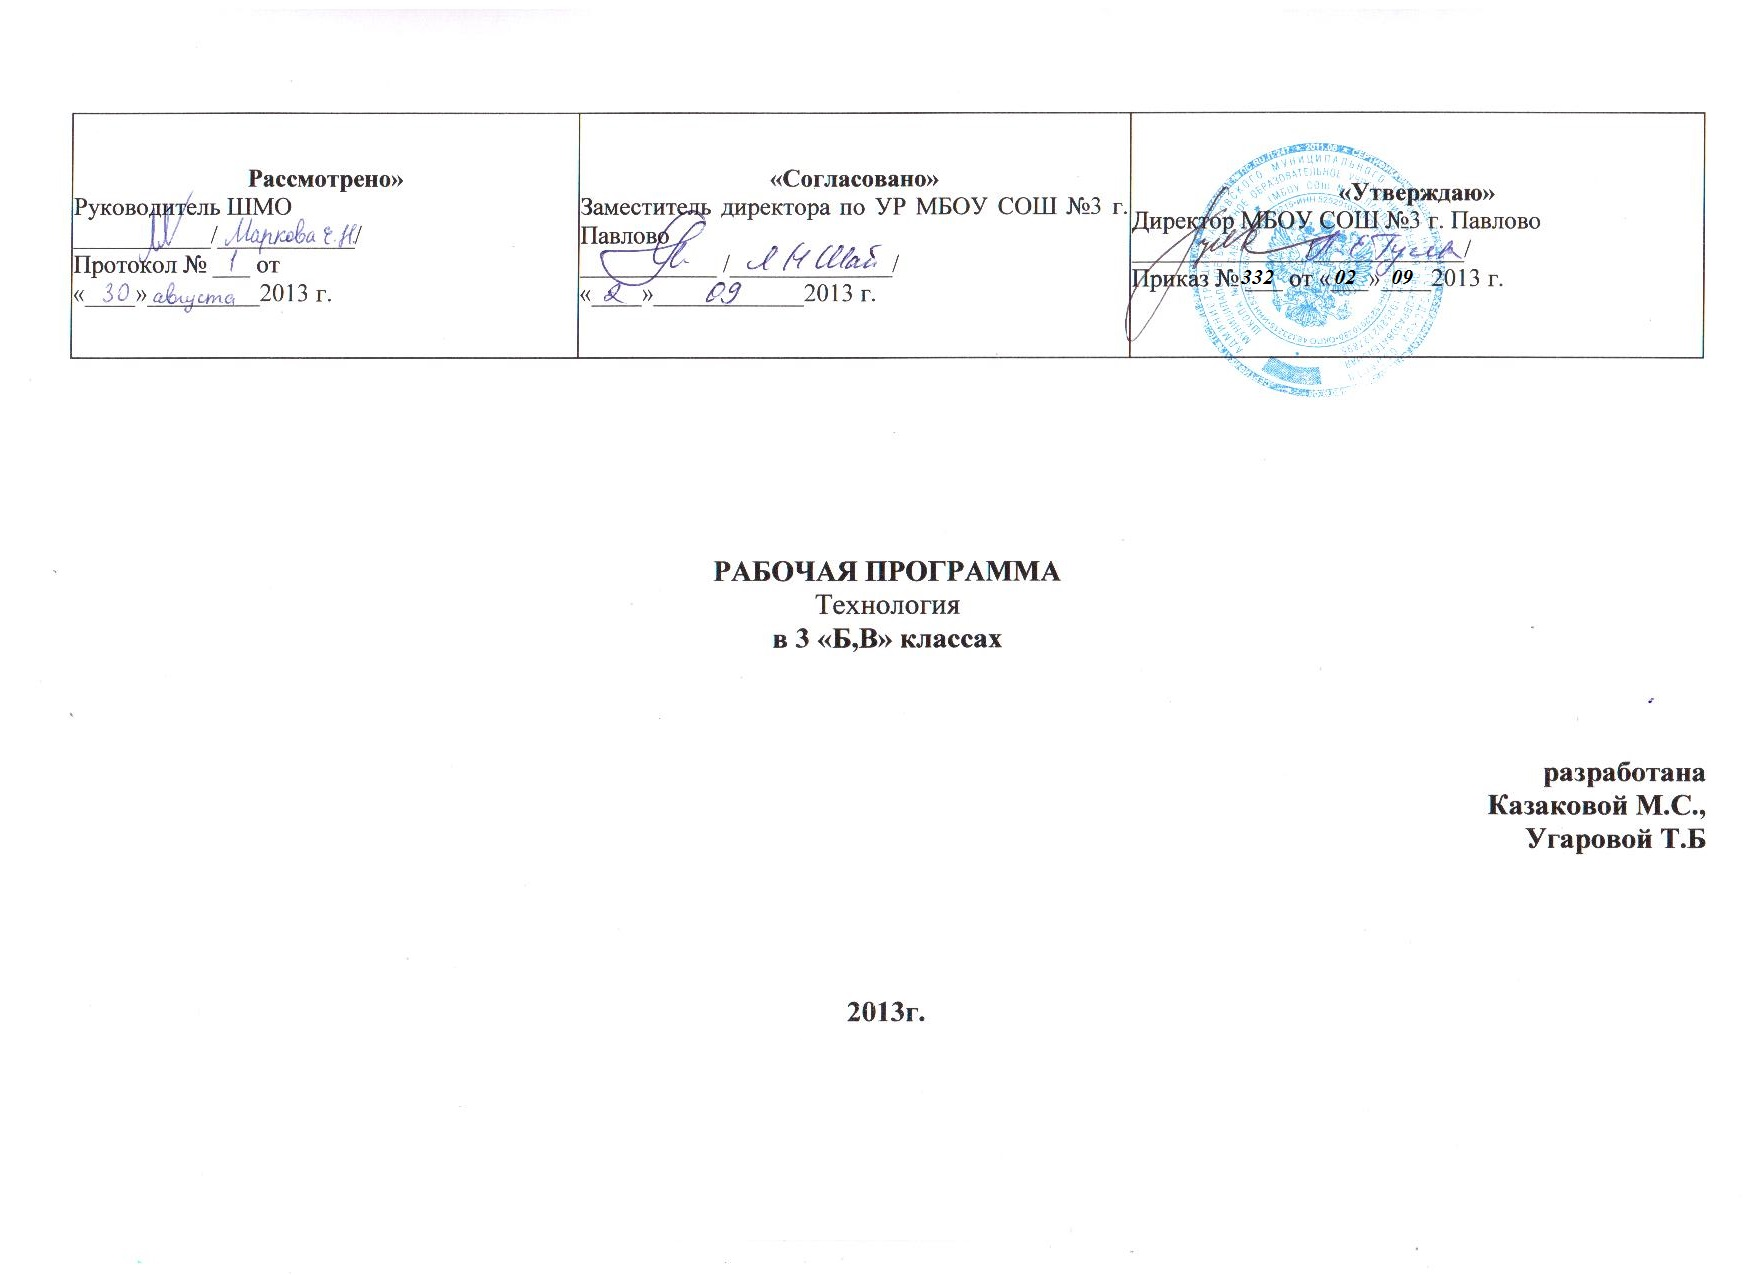 Рассмотрено»
Руководитель ШМО
/ Маркова Е.Н/
Протокол № 1 от
«30» августа 2013 г.
«Согласовано»
Заместитель директора по УР МБОУ СОШ №3 г.
Павлово
/ Л Н Шай /
«2» 09 2013 г.
«Утверждаю»
Директор МБОУ СОШ №3 г. Павлово
/
Приказ №332 от «02» 09 2013 г.
РАБОЧАЯ ПРОГРАММА
Технология
в 3 «Б,В» классах
разработана
Казаковой М.С.,
Угаровой Т.Б
2013г.